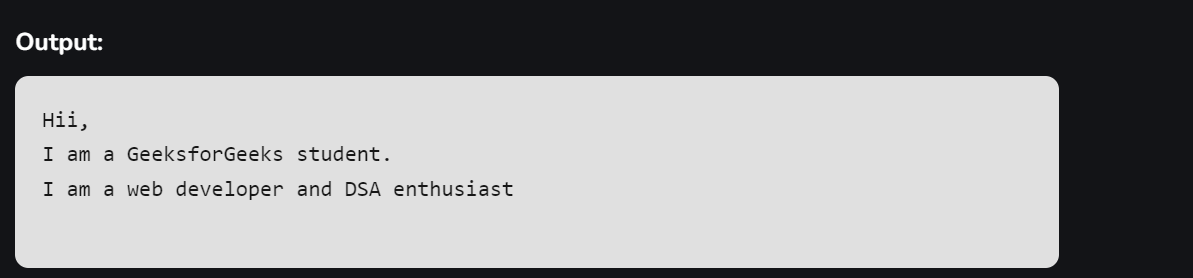 Output:
Hii,
I am a GeeksforGeeks student.
I am a web developer and DSA enthusiast